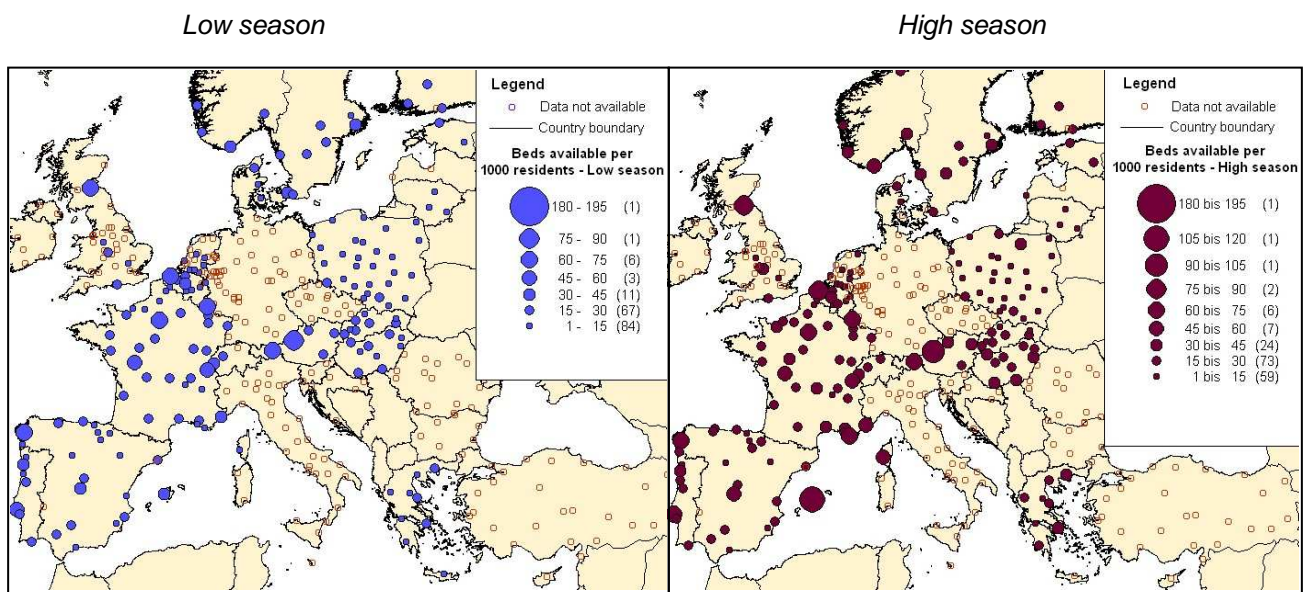 Low season
High season
Legend
Data not available
Country boundary
Beds available per
1000 residents - Low season
180 - 195 (1)
75 - 90 (1)
60 - 75 (6)
45 - 60 (3)
30 - 45 (11)
15 - 30 (67)
1 - 15 (84)
Legend
Data not available
Country boundary
Beds available per
1000 residents - High season
180 bis 195 (1)
105 bis 120 (1)
90 bis 105 (1)
75 bis 90 (2)
60 bis 75 (6)
45 bis 60 (7)
30 bis 45 (24)
15 bis 30 (73)
1 bis 15 (59)